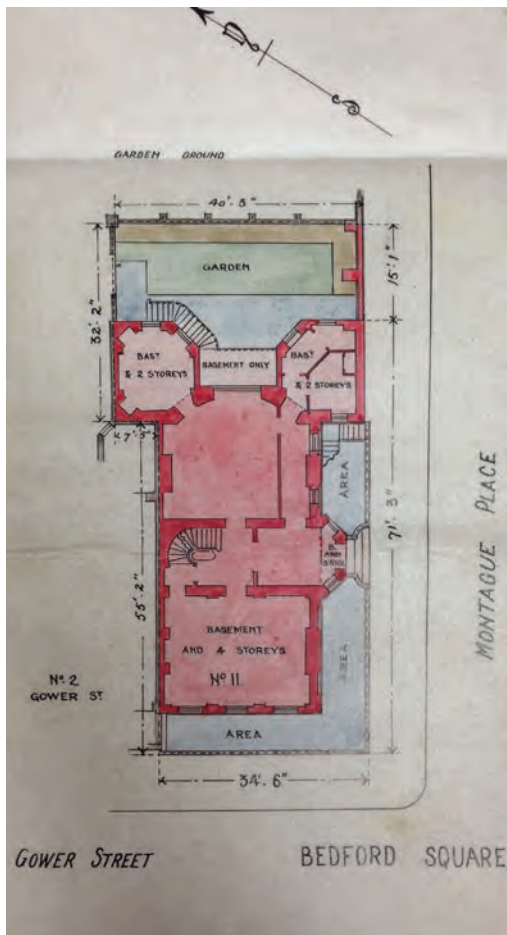 N
S
GARDEN GROUND
40'. 3"
GARDEN
15'. 1"
32'. 2"
BAST
& 2 STOREYS
BASEMENT ONLY
BAST
& 2 STOREYS
7'. 5"
AREA
71'. 3"
MONTAGUE PLACE
B.
AND
55'. 2"
BASEMENT
AND 4 STOREYS
No 11
AREA
No. 2
GOWER ST.
AREA
34'. 6"
GOWER STREET
BEDFORD SQUARE